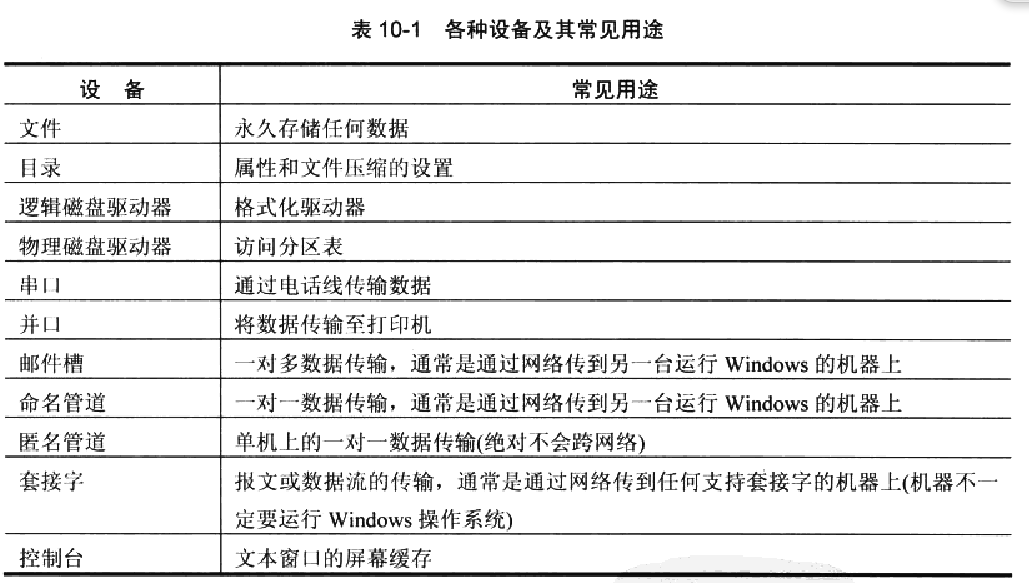 表 10-1 各种设备及其常见用途
设 备 常见用途
文件 永久存储任何数据
目录 属性和文件压缩的设置
逻辑磁盘驱动器 格式化驱动器
物理磁盘驱动器 访问分区表
串口 通过电话线传输数据
并口 将数据传输至打印机
邮件槽 一对多数据传输，通常是通过网络传到另一台运行 Windows 的机器上
命名管道 一对一数据传输，通常是通过网络传到另一台运行 Windows 的机器上
匿名管道 单机上的一对一数据传输(绝对不会跨网络)
套接字 报文或数据流的传输，通常是通过网络传到任何支持套接字的机器上(机器不一
定要运行 Windows 操作系统)
控制台 文本窗口的屏幕缓存